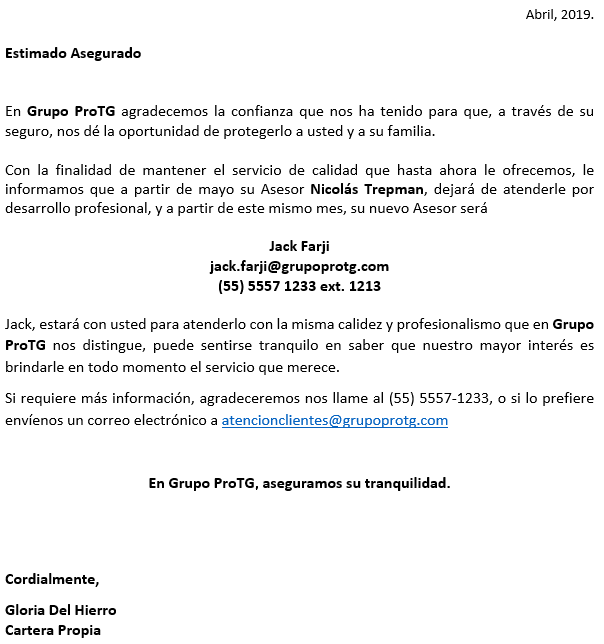 Abril, 2019.
Estimado Asegurado
En Grupo ProTG agradecemos la confianza que nos ha tenido para que, a través de su
seguro, nos dé la oportunidad de protegerlo a usted y a su familia.
Con la finalidad de mantener el servicio de calidad que hasta ahora le ofrecemos, le
informamos que a partir de mayo su Asesor Nicolás Trepman, dejará de atenderle por
desarrollo profesional, y a partir de este mismo mes, su nuevo Asesor será
Jack Farji
jack.farji@grupoprotg.com
(55) 5557 1233 ext. 1213
Jack, estará con usted para atenderlo con la misma calidez y profesionalismo que en Grupo
ProTG nos distingue, puede sentirse tranquilo en saber que nuestro mayor interés es
brindarle en todo momento el servicio que merece.
Si requiere más información, agradeceremos nos llame al (55) 5557-1233, o si lo prefiere
envíenos un correo electrónico a atencionclientes@grupoprotg.com
En Grupo ProTG, aseguramos su tranquilidad.
Cordialmente,
Gloria Del Hierro
Cartera Propia